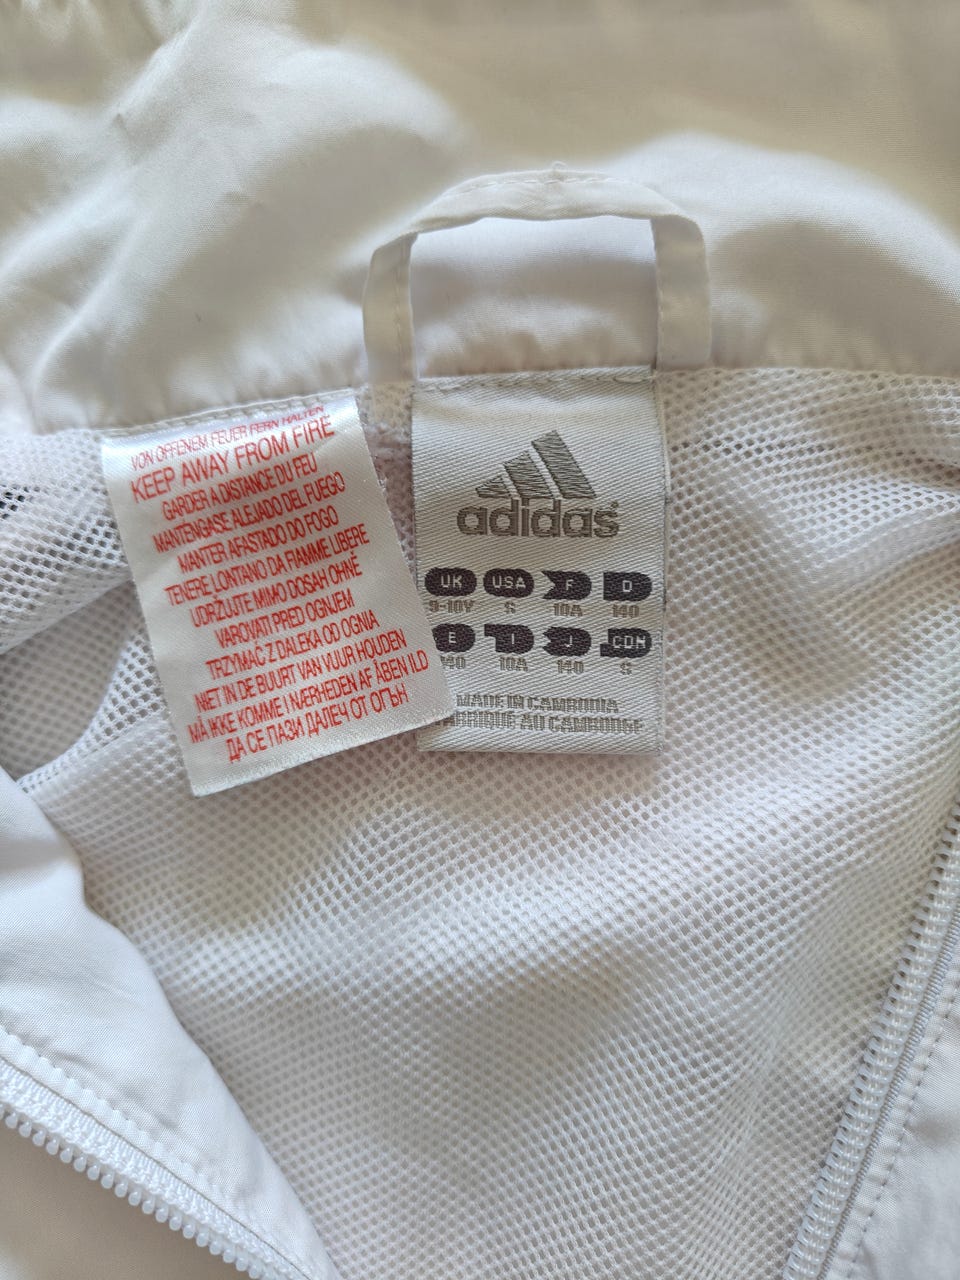 VON OFFENEM FEUER FERN HALTEN
KEEP AWAY FROM FIRE
GARDER A DISTANCE DU FEU
MANTÉNGASE ALEJADO DEL FUEGO
MANTER AFASTADO DO FOGO
TENERE LONTANO DA FIAMME LIBERE
UDRŽUJTE MIMO DOSAH OHNĚ
VAROVATI PRED OGNJEM
TRZYMAĆ Z DALEKA OD OGNIA
NIET IN DE BUURT VAN VUUR HOUDEN
MÅ IKKE KOMME I NÆRHEDEN AF ÅBEN ILD
ДА СЕ ПАЗИ ДАЛЕЧ ОТ ОГЪН
adidas
UK USA F D
9-10Y S 10A 140
E I J CDN
140 10A 140 S
MADE IN CAMBODIA
FABRIQUÉ AU CAMBODGE